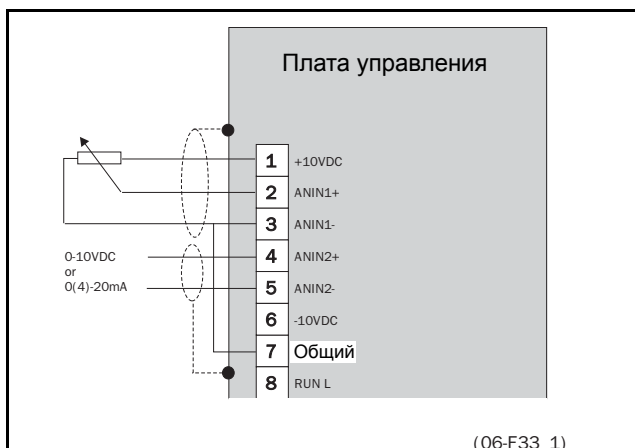 Плата управления
1 +10VDC
2 ANIN1+
3 ANIN1-
0-10VDC
or
0(4)-20mA
4 ANIN2+
5 ANIN2-
6 -10VDC
7 Общий
8 RUN L
(06-F33_1)